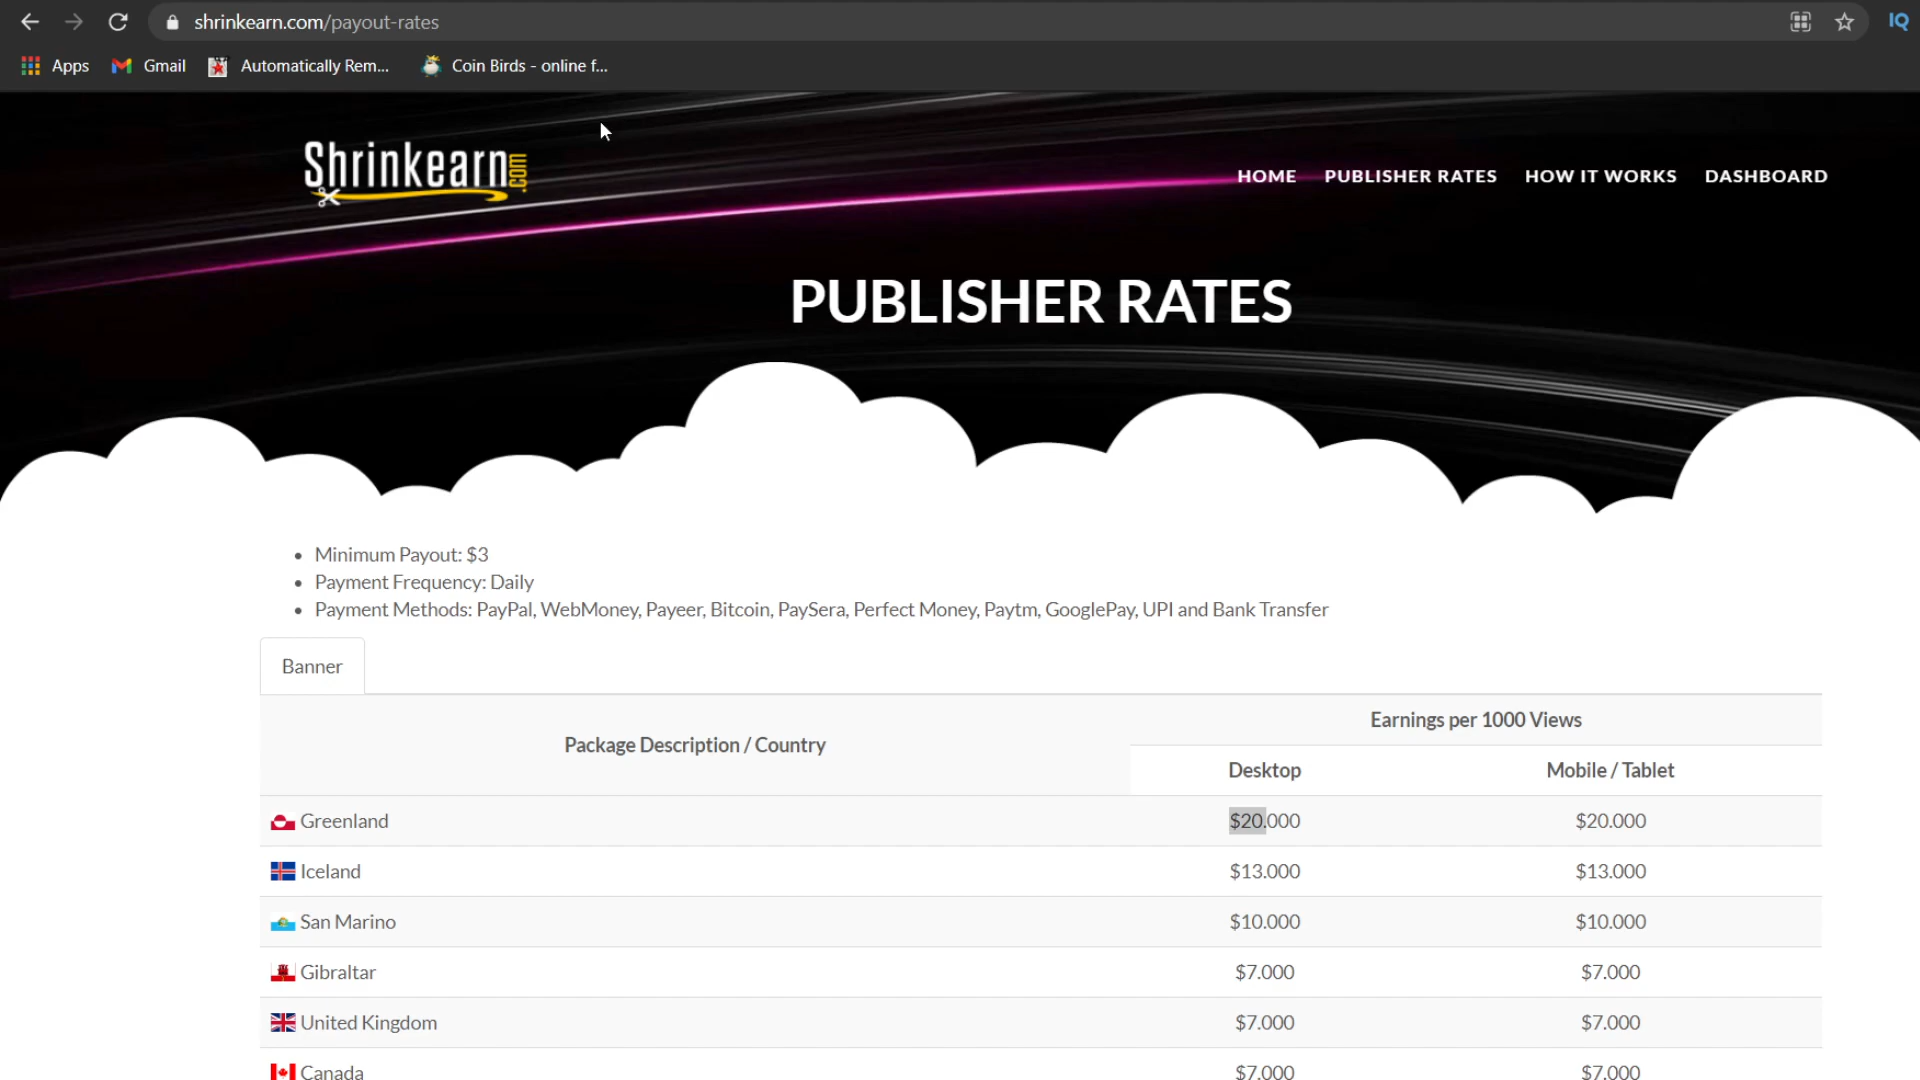 shrinkearn.com/payout-rates
IQ
Apps Gmail Automatically Rem... Coin Birds - online f...
Shrinkearn.com
HOME PUBLISHER RATES HOW IT WORKS DASHBOARD
PUBLISHER RATES
• Minimum Payout: $3
• Payment Frequency: Daily
• Payment Methods: PayPal, WebMoney, Payeer, Bitcoin, PaySera, Perfect Money, Paytm, GooglePay, UPI and Bank Transfer
Banner
Package Description / Country Earnings per 1000 Views
Desktop Mobile / Tablet
Greenland $20.000 $20.000
Iceland $13.000 $13.000
San Marino $10.000 $10.000
Gibraltar $7.000 $7.000
United Kingdom $7.000 $7.000
Canada $7.000 $7.000